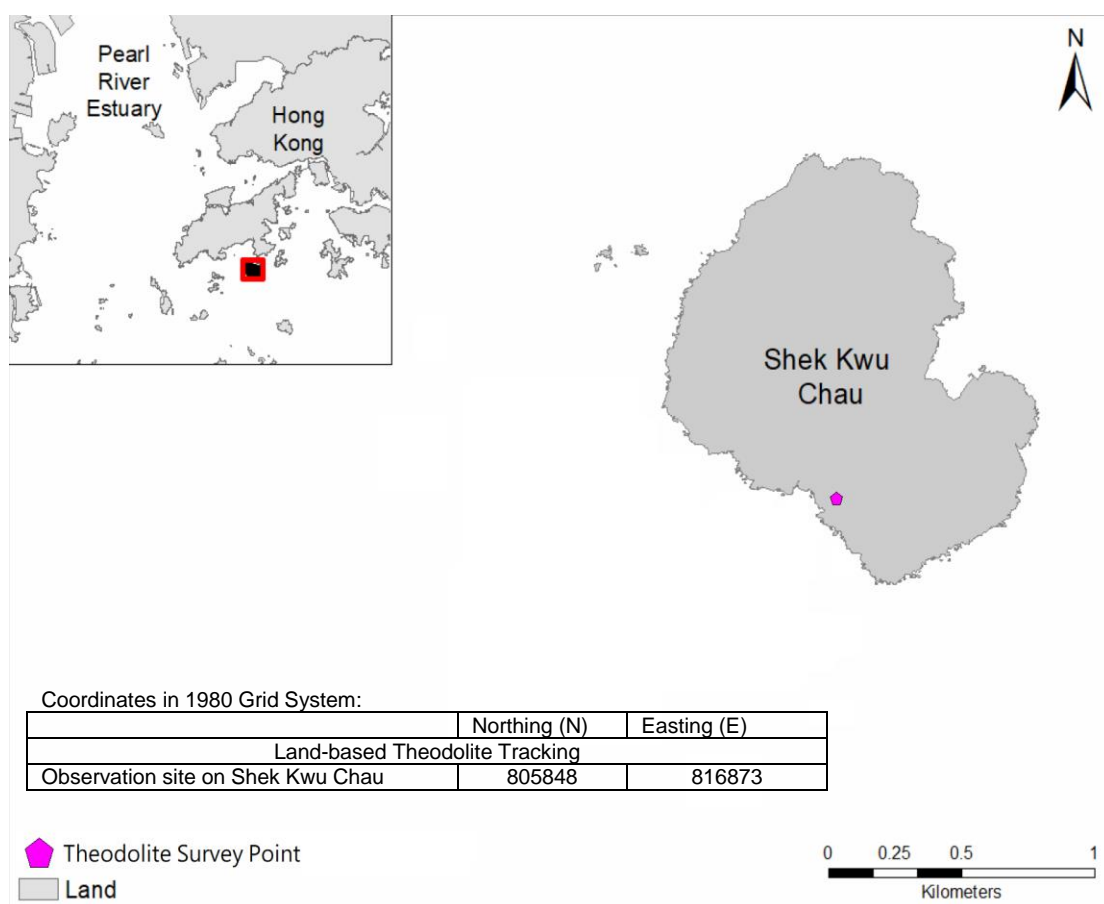 Pearl
River
Estuary
Hong
Kong
N
Shek Kwu
Chau
Coordinates in 1980 Grid System:
Northing (N) Easting (E)
Land-based Theodolite Tracking
Observation site on Shek Kwu Chau 805848 816873
Theodolite Survey Point
Land
0 0.25 0.5 1
Kilometers